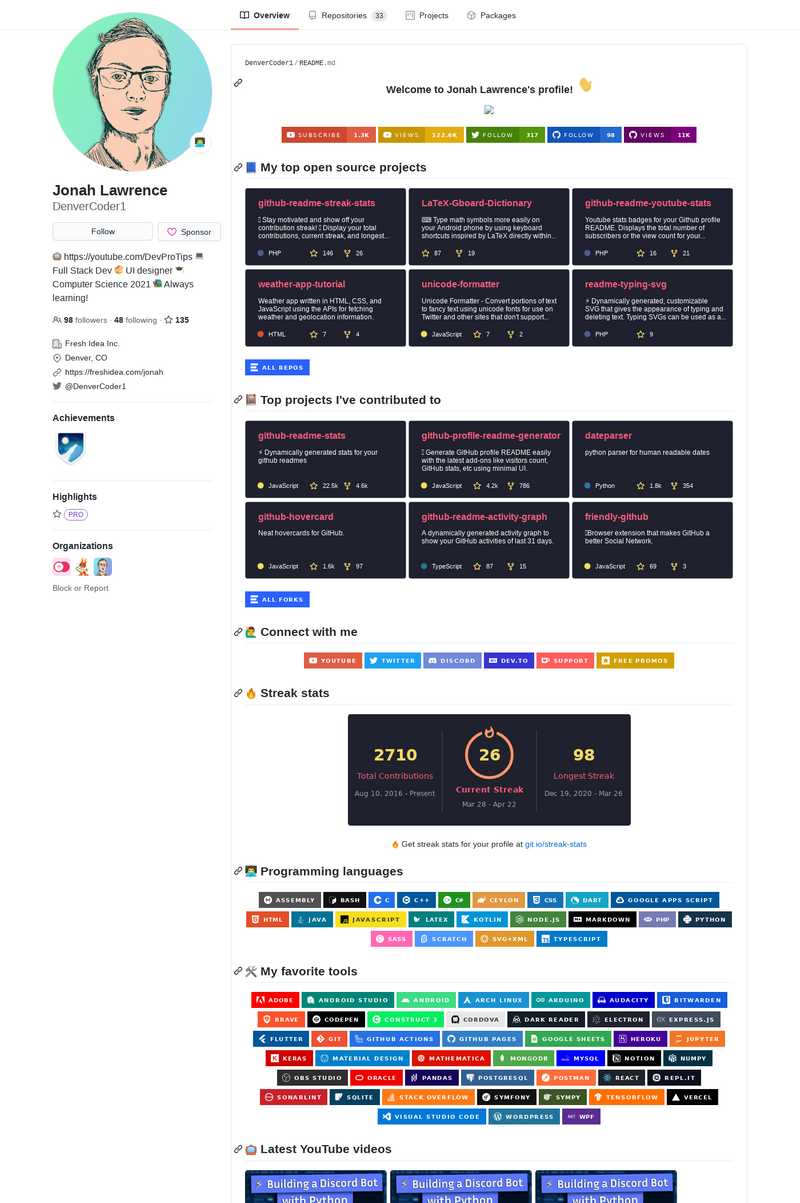 Overview Repositories 33 Projects Packages
Jonah Lawrence
DenverCoder1
Follow Sponsor
https://youtube.com/DevProTips
Full Stack Dev UI designer
Computer Science 2021 Always
learning!
98 followers · 48 following · 135
Fresh Idea Inc.
Denver, CO
https://freshidea.com/jonah
@DenverCoder1
Achievements
Highlights
PRO
Organizations
Block or Report
DenverCoder1 / README.md
Welcome to Jonah Lawrence's profile!
SUBSCRIBE 1.3K VIEWS 122.6K FOLLOW 317 FOLLOW 98 VIEWS 11K
My top open source projects
github-readme-streak-stats
Stay motivated and show off your
contribution streak! Display your total
contributions, current streak, and longest...
PHP 146 26
LaTeX-Gboard-Dictionary
Type math symbols more easily on
your Android phone by using keyboard
shortcuts inspired by LaTeX directly within...
87 19
github-readme-youtube-stats
Youtube stats badges for your Github profile
README. Displays the total number of
subscribers or the view count for your...
PHP 16 21
weather-app-tutorial
Weather app written in HTML, CSS, and
JavaScript using the APIs for fetching
weather and geolocation information.
HTML 7 4
unicode-formatter
Unicode Formatter - Convert portions of text
to fancy text using unicode fonts for use on
Twitter and other sites that don't support...
JavaScript 7 2
readme-typing-svg
⚡ Dynamically generated, customizable
SVG that gives the appearance of typing and
deleting text. Typing SVGs can be used as a...
PHP 9
ALL REPOS
Top projects I've contributed to
github-readme-stats
⚡ Dynamically generated stats for your
github readmes
JavaScript 22.5k 4.6k
github-profile-readme-generator
Generate GitHub profile README easily
with the latest add-ons like visitors count,
GitHub stats, etc using minimal UI.
JavaScript 4.2k 786
dateparser
python parser for human readable dates
Python 1.8k 354
github-hovercard
Neat hovercards for GitHub.
JavaScript 1.6k 97
github-readme-activity-graph
A dynamically generated activity graph to
show your GitHub activities of last 31 days.
TypeScript 87 15
friendly-github
Browser extension that makes GitHub a
better Social Network.
JavaScript 69 3
ALL FORKS
Connect with me
YOUTUBE TWITTER DISCORD DEV.TO SUPPORT FREE PROMOS
Streak stats
2710
Total Contributions
Aug 10, 2016 - Present
26
Current Streak
Mar 28 - Apr 22
98
Longest Streak
Dec 19, 2020 - Mar 26
Get streak stats for your profile at git.io/streak-stats
Programming languages
ASSEMBLY BASH C C++ C# CEYLON CSS DART GOOGLE APPS SCRIPT
HTML JAVA JAVASCRIPT LATEX KOTLIN NODE.JS MARKDOWN PHP PYTHON
SASS SCRATCH SVG+XML TYPESCRIPT
My favorite tools
ADOBE ANDROID STUDIO ANDROID ARCH LINUX ARDUINO AUDACITY BITWARDEN
BRAVE CODEPEN CONSTRUCT 3 CORDOVA DARK READER ELECTRON EXPRESS.JS
FLUTTER GIT GITHUB ACTIONS GITHUB PAGES GOOGLE SHEETS HEROKU JUPYTER
KERAS MATERIAL DESIGN MATHEMATICA MONGODB MYSQL NOTION NUMPY
OBS STUDIO ORACLE PANDAS POSTGRESQL POSTMAN REACT REPL.IT
SONARLINT SQLITE STACK OVERFLOW SYMFONY SYMPY TENSORFLOW VERCEL
VISUAL STUDIO CODE WORDPRESS WPF
Latest YouTube videos
⚡ Building a Discord Bot
with Python
⚡ Building a Discord Bot
with Python
⚡ Building a Discord Bot
with Python